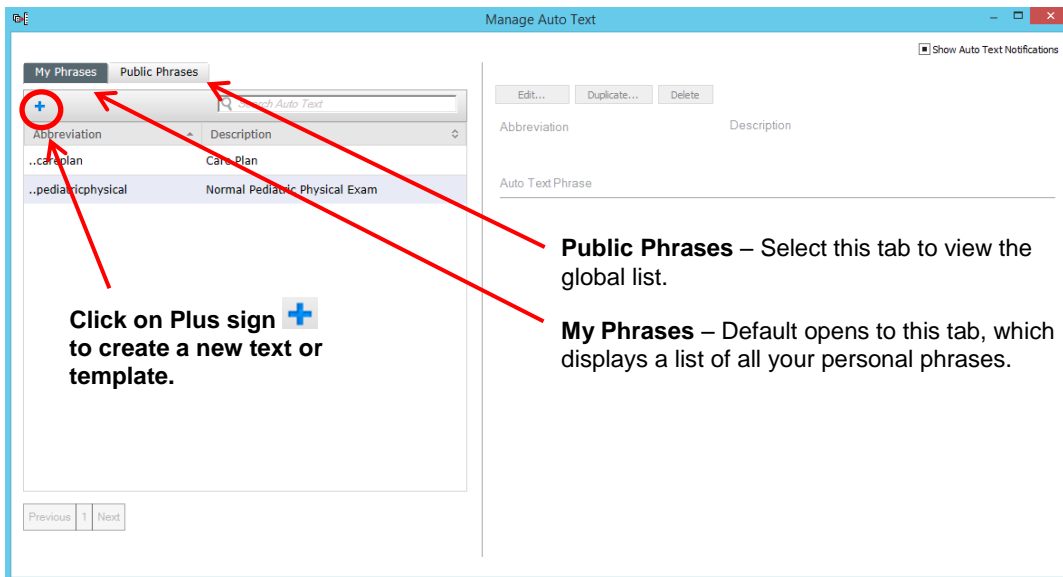 Manage Auto Text
Show Auto Text Notifications
My Phrases Public Phrases
Search Auto Text
Abbreviation Description
..careplan Care Plan
..pediatricphysical Normal Pediatric Physical Exam
Click on Plus sign
to create a new text or
template.
Previous 1 Next
Edit... Duplicate... Delete
Abbreviation Description
Auto Text Phrase
Public Phrases – Select this tab to view the
global list.
My Phrases – Default opens to this tab, which
displays a list of all your personal phrases.